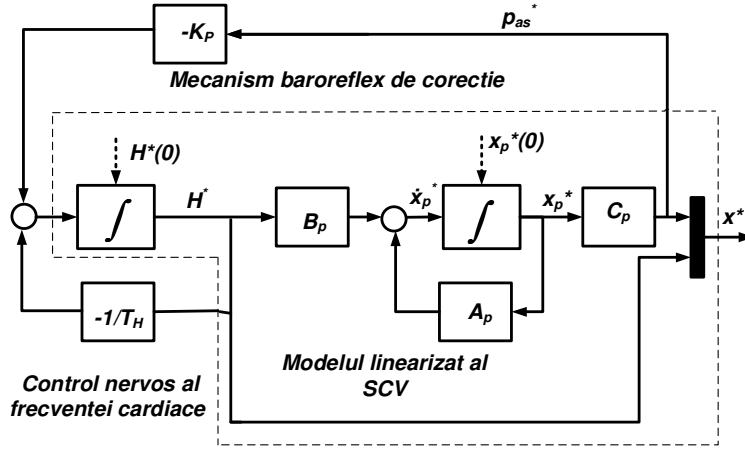 p_as*
-K_P
Mecanism baroreflex de corectie
H*(0)
x_p*(0)
∫
H*
B_p
ẋ_p*
∫
x_p*
C_p
x*
-1/T_H
A_p
Modelul linearizat al
SCV
Control nervos al
frecventei cardiace